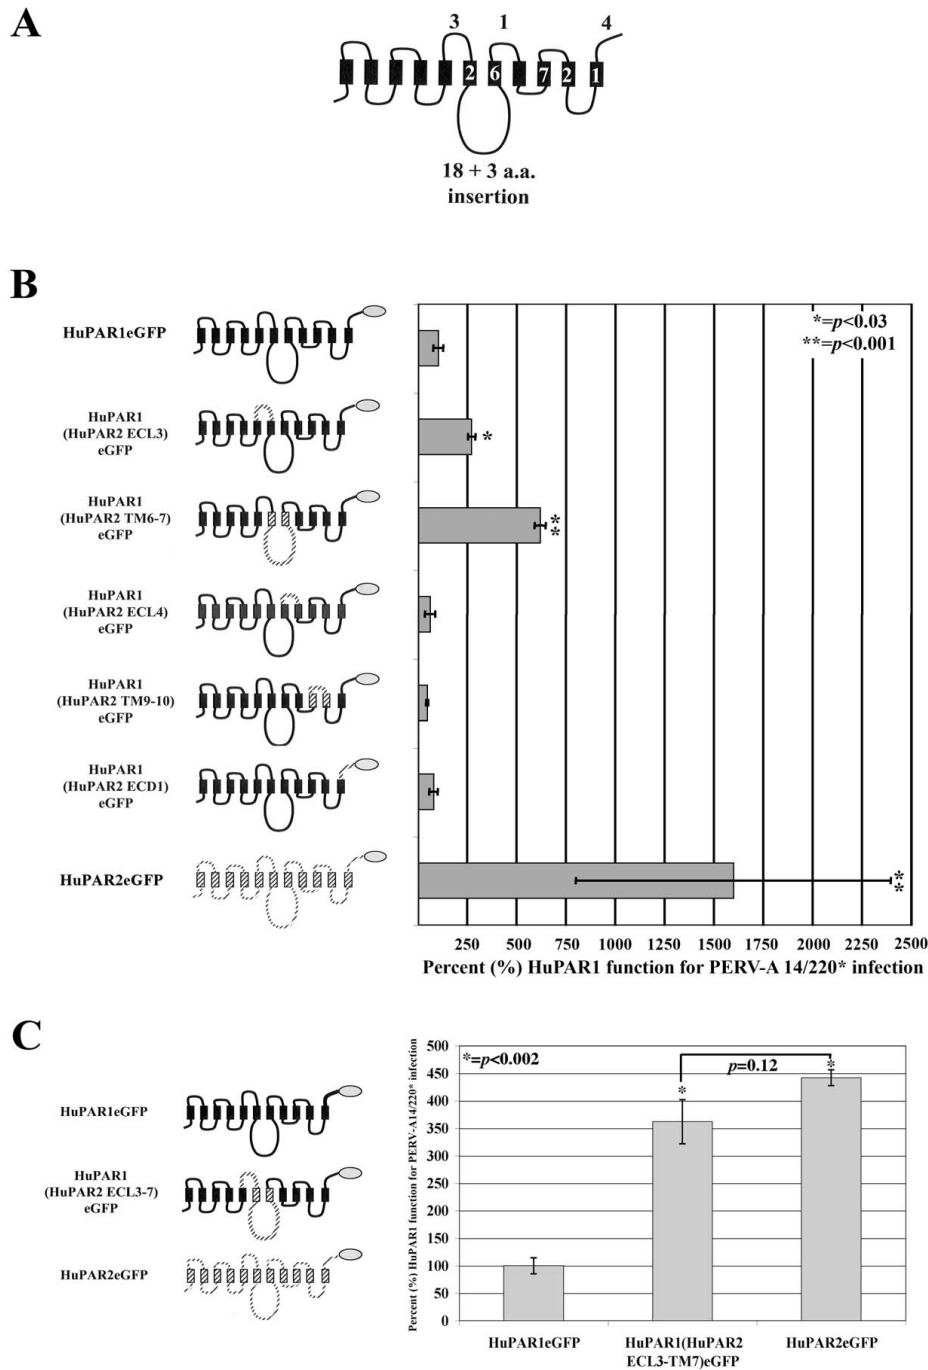 A
3 1 4
2 6 7 2 1
18 + 3 a.a.
insertion
B
HuPAR1eGFP
HuPAR1
(HuPAR2 ECL3)
eGFP
HuPAR1
(HuPAR2 TM6-7)
eGFP
HuPAR1
(HuPAR2 ECL4)
eGFP
HuPAR1
(HuPAR2 TM9-10)
eGFP
HuPAR1
(HuPAR2 ECD1)
eGFP
HuPAR2eGFP
*=p<0.03
**=p<0.001
*
**
**
250 500 750 1000 1250 1500 1750 2000 2250 2500
Percent (%) HuPAR1 function for PERV-A 14/220* infection
C
HuPAR1eGFP
HuPAR1
(HuPAR2 ECL3-7)
eGFP
HuPAR2eGFP
Percent (%) HuPAR1 function for PERV-A14/220* infection
500
450
400
350
300
250
200
150
100
50
0
*=p<0.002
p=0.12
* *
HuPAR1eGFP HuPAR1(HuPAR2 HuPAR2eGFP
ECL3-TM7)eGFP